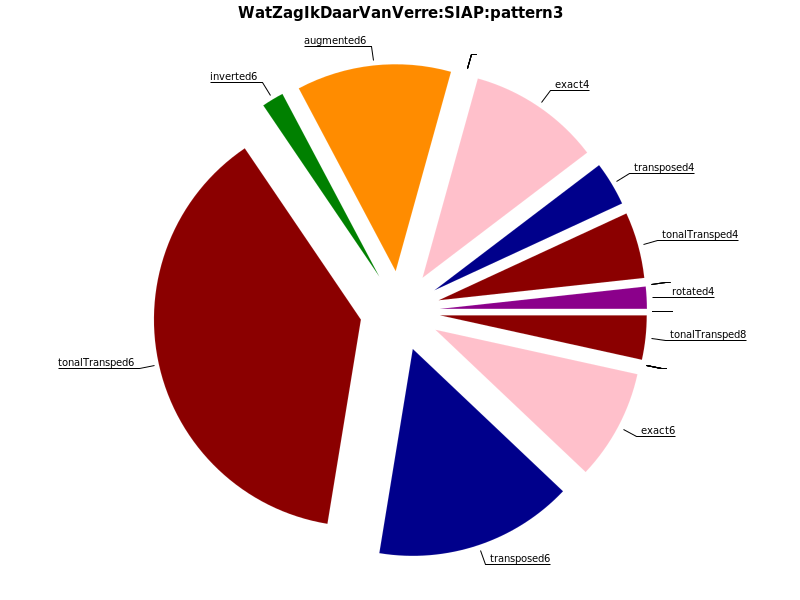 WatZagIkDaarVanVerre:SIAP:pattern3
augmented6
inverted6
exact4
transposed4
tonalTransped4
rotated4
tonalTransped8
tonalTransped6
exact6
transposed6